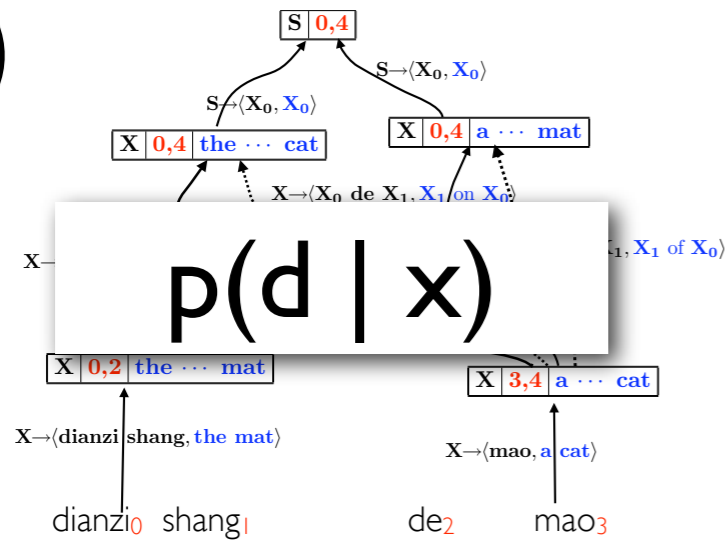 S 0,4
S→⟨X₀, X₀⟩
S→⟨X₀, X₀⟩
X 0,4 the ··· cat
X 0,4 a ··· mat
X→⟨X₀ de X₁, X₁ on X₀⟩
X→
X₁, X₁ of X₀⟩
p(d | x)
X 0,2 the ··· mat
X 3,4 a ··· cat
X→⟨dianzi shang, the mat⟩
X→⟨mao, a cat⟩
dianzi₀ shang₁ de₂ mao₃